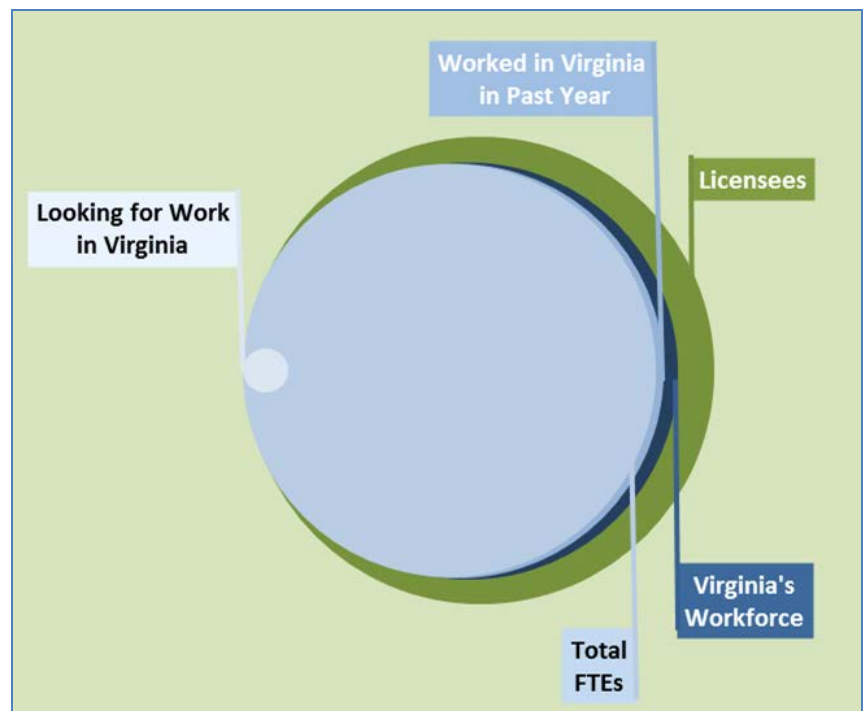 Worked in Virginia
in Past Year
Licensees
Looking for Work
in Virginia
Virginia's
Workforce
Total
FTEs